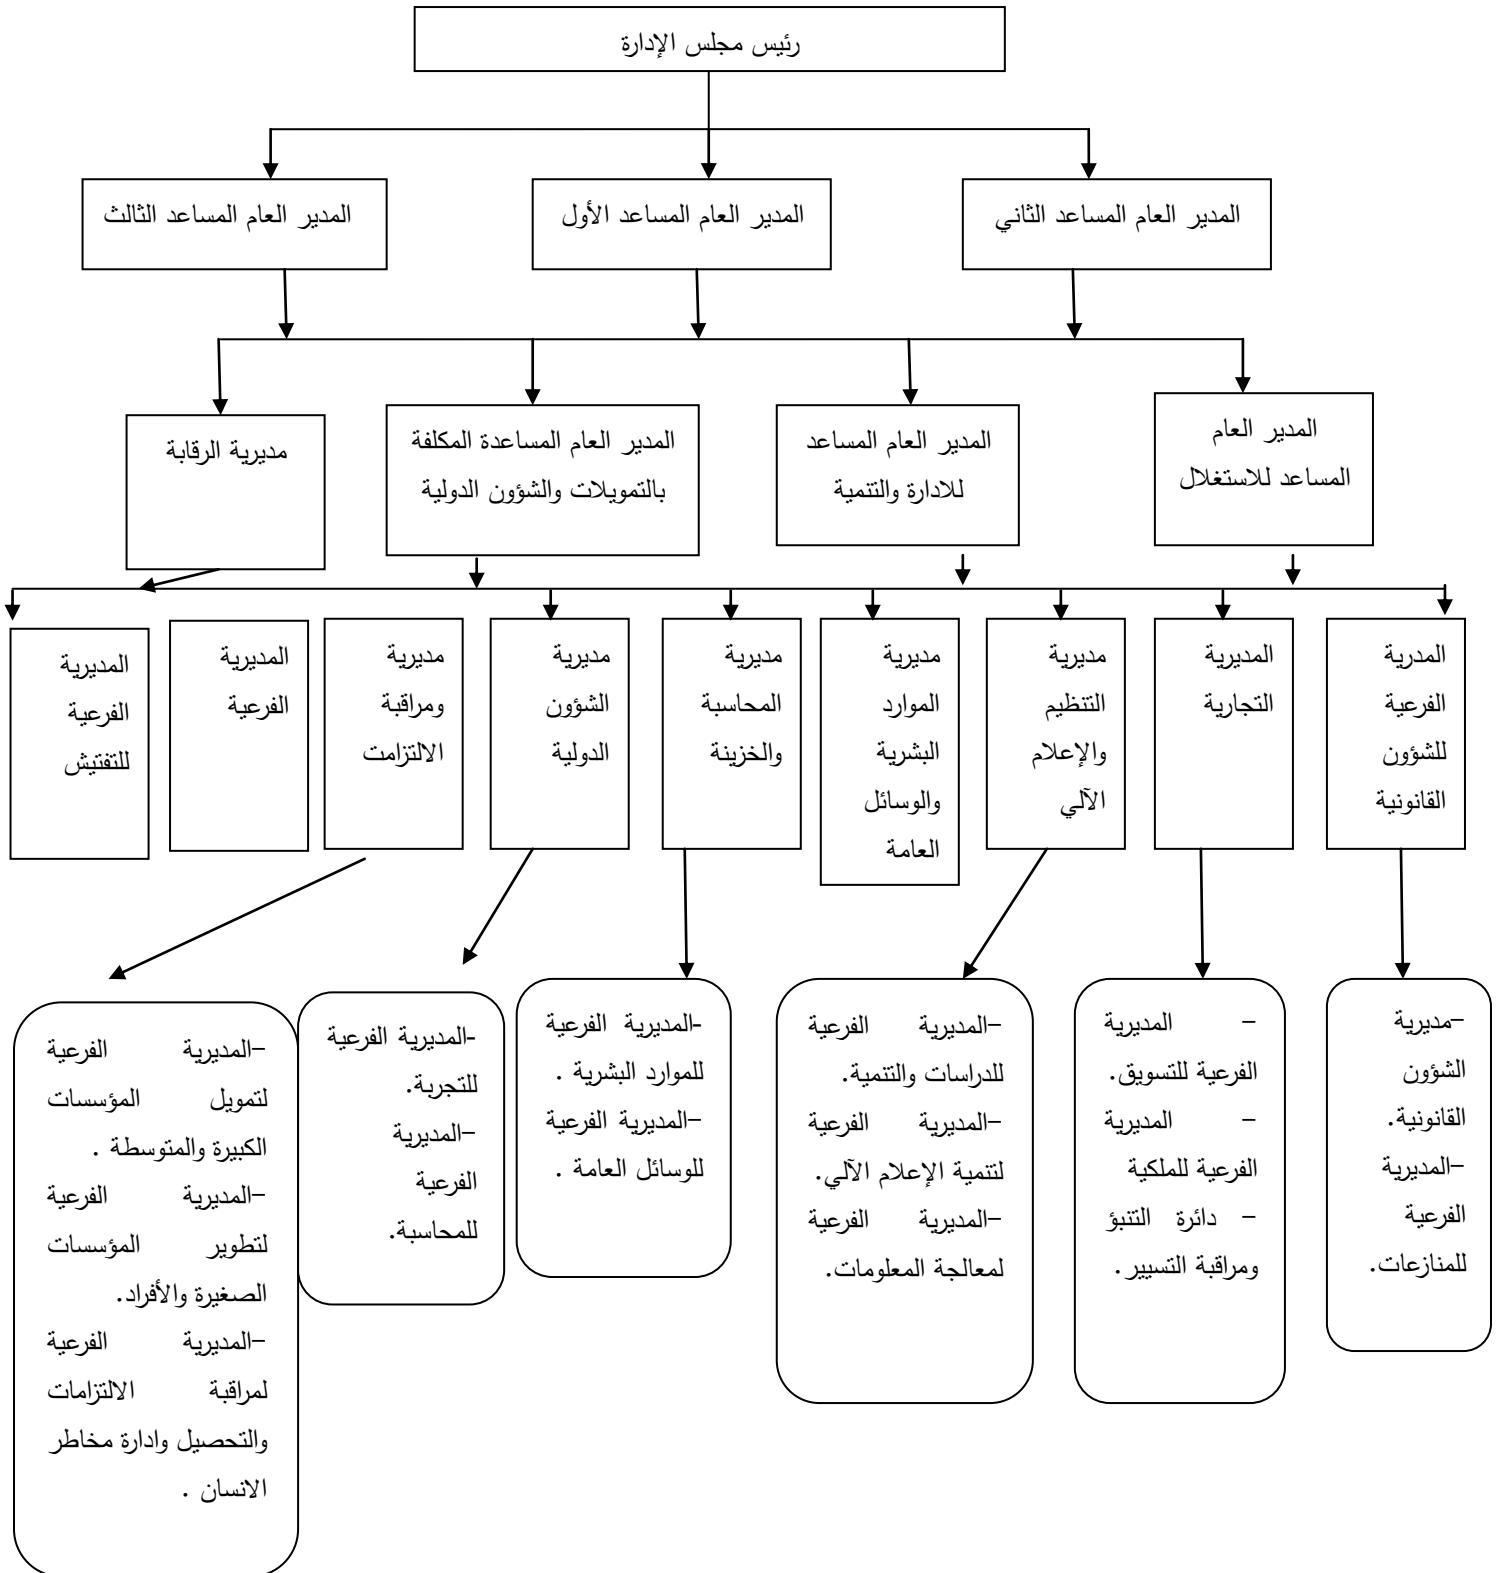 رئيس مجلس الإدارة
المدير العام المساعد الثاني
المدير العام المساعد الأول
المدير العام المساعد الثالث
المدير العام
المساعد للاستغلال
المدير العام المساعد
للادارة والتنمية
المدير العام المساعدة المكلفة
بالتمويلات والشؤون الدولية
مديرية الرقابة
المدرية
الفرعية
للشؤون
القانونية
المديرية
التجارية
مديرية
التنظيم
والإعلام
الآلي
مديرية
الموارد
البشرية
والوسائل
العامة
مديرية
المحاسبة
والخزينة
مديرية
الشؤون
الدولية
مديرية
ومراقبة
الالتزامت
المديرية
الفرعية
المديرية
الفرعية
للتفتيش
–مديرية
الشؤون
القانونية.
–المديرية
الفرعية
للمنازعات.
– المديرية
الفرعية للتسويق.
– المديرية
الفرعية للملكية
– دائرة التنبؤ
ومراقبة التسيير.
–المديرية الفرعية
للدراسات والتنمية.
–المديرية الفرعية
لتنمية الإعلام الآلي.
–المديرية الفرعية
لمعالجة المعلومات.
-المديرية الفرعية
للموارد البشرية .
–المديرية الفرعية
للوسائل العامة .
-المديرية الفرعية
للتجربة.
–المديرية
الفرعية
للمحاسبة.
–المديرية الفرعية
لتمويل المؤسسات
الكبيرة والمتوسطة .
–المديرية الفرعية
لتطوير المؤسسات
الصغيرة والأفراد.
–المديرية الفرعية
لمراقبة الالتزامات
والتحصيل وادارة مخاطر
الانسان .